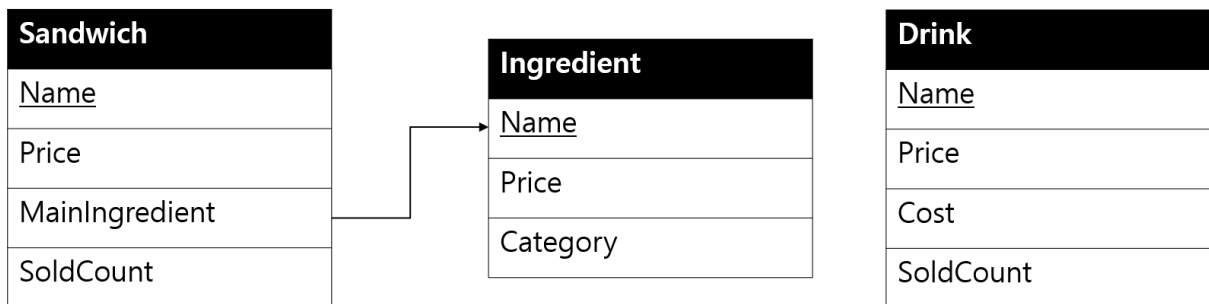 Sandwich
Name
Price
MainIngredient
SoldCount
Ingredient
Name
Price
Category
Drink
Name
Price
Cost
SoldCount